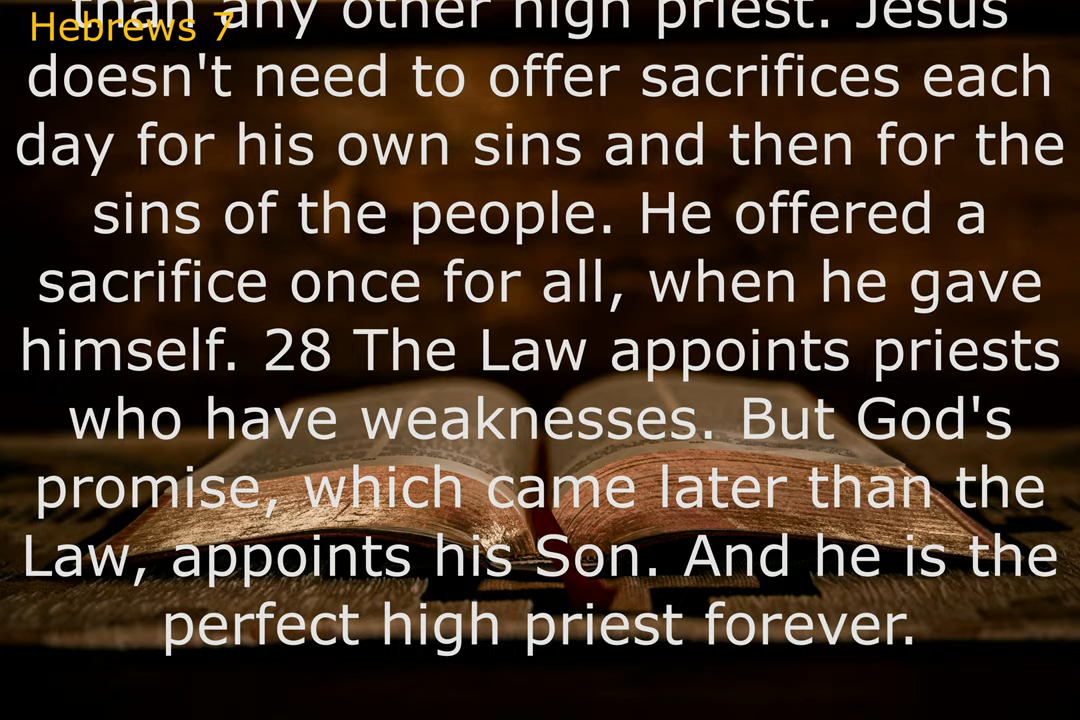 Hebrews 7
than any other high priest. Jesus
doesn't need to offer sacrifices each
day for his own sins and then for the
sins of the people. He offered a
sacrifice once for all, when he gave
himself. 28 The Law appoints priests
who have weaknesses. But God's
promise, which came later than the
Law, appoints his Son. And he is the
perfect high priest forever.